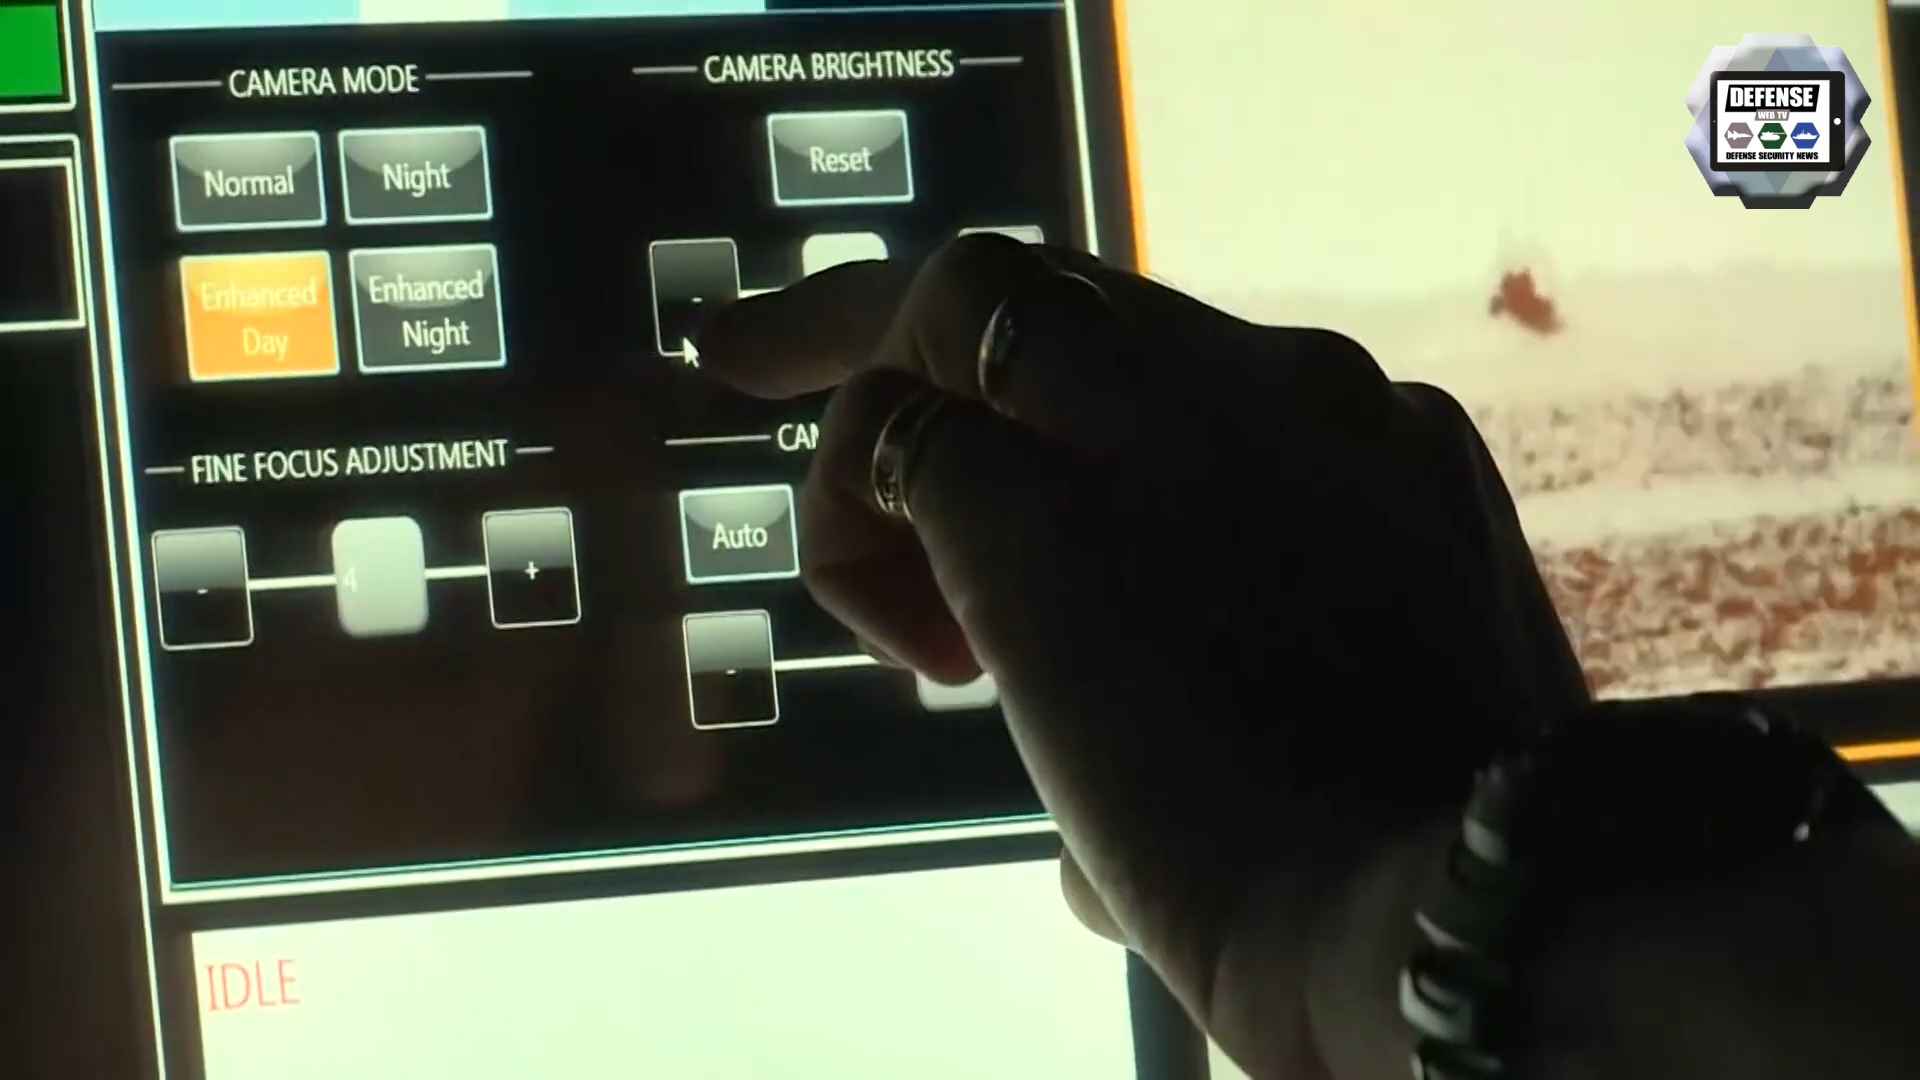 CAMERA MODE
CAMERA BRIGHTNESS
Normal
Night
Reset
Enhanced
Day
Enhanced
Night
-
FINE FOCUS ADJUSTMENT
-
4
+
Auto
-
IDLE
DEFENSE
WEB TV
DEFENSE SECURITY NEWS